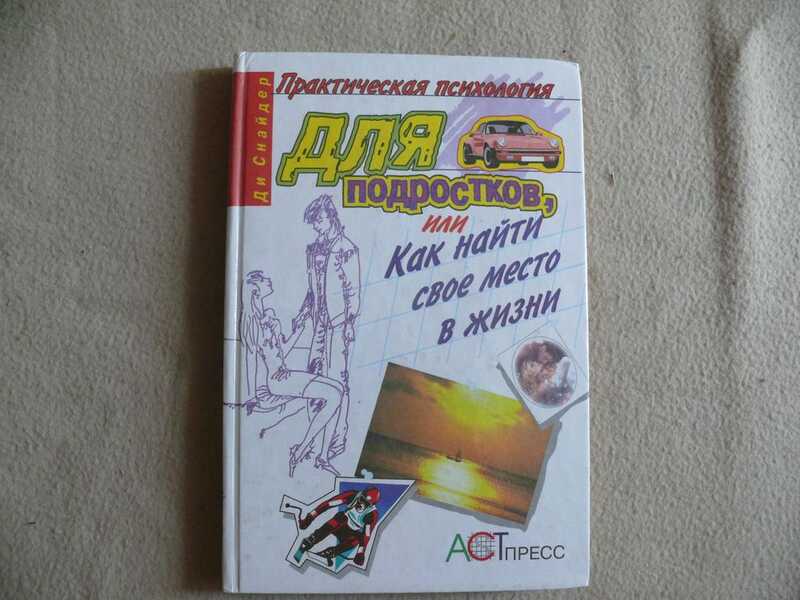 Ди Снайдер
Практическая психология
для
подростков,
или
Как найти
свое место
в жизни
АСТ ПРЕСС